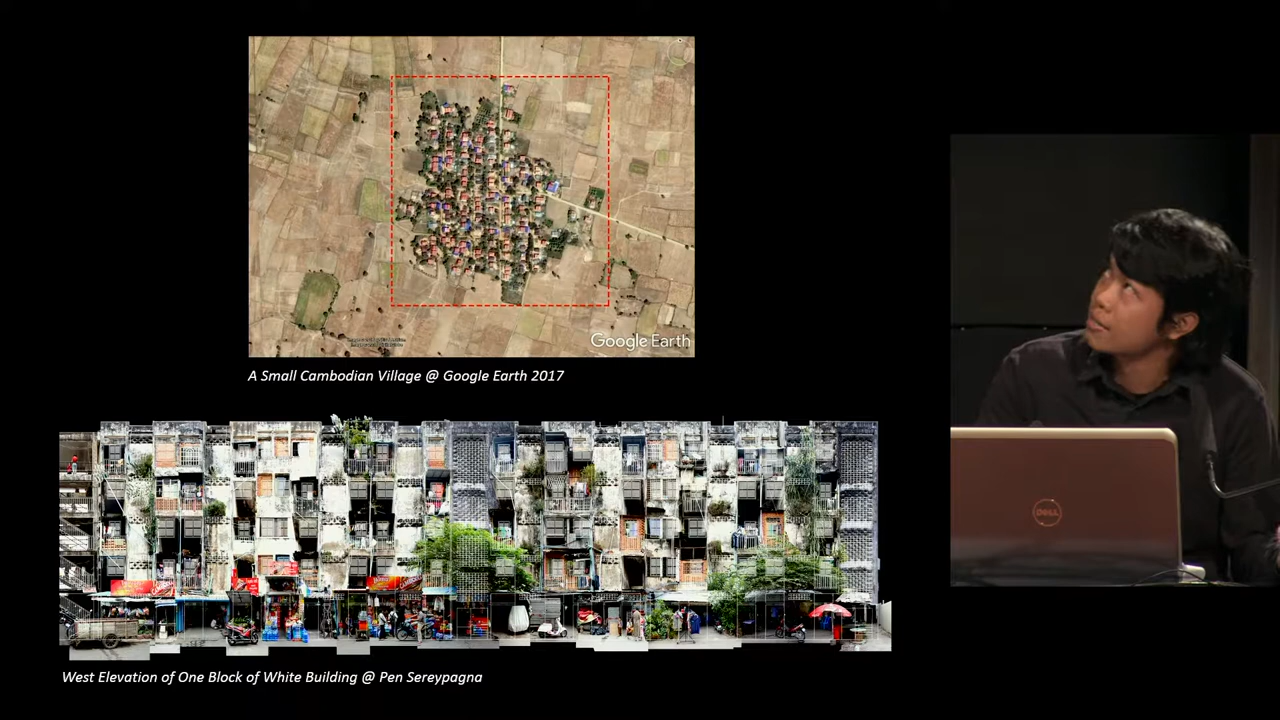 Google Earth
A Small Cambodian Village @ Google Earth 2017
DELL
West Elevation of One Block of White Building @ Pen Sereypagna